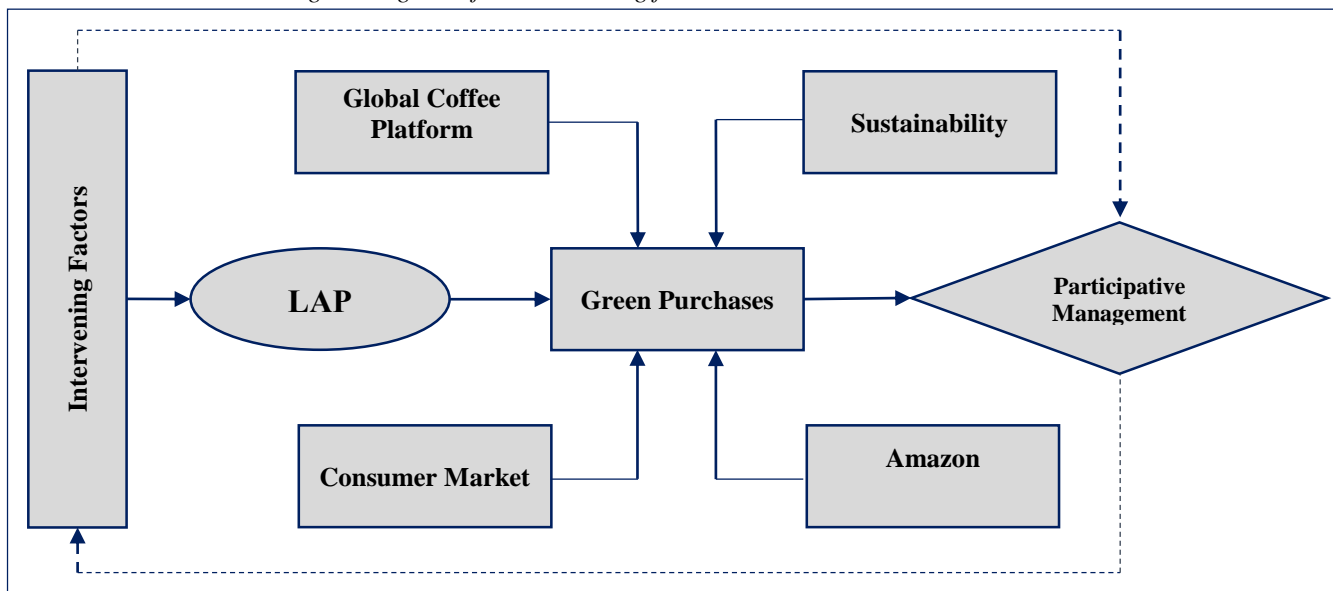 Global Coffee
Platform
Sustainability
Intervening Factors
LAP
Green Purchases
Participative
Management
Consumer Market
Amazon